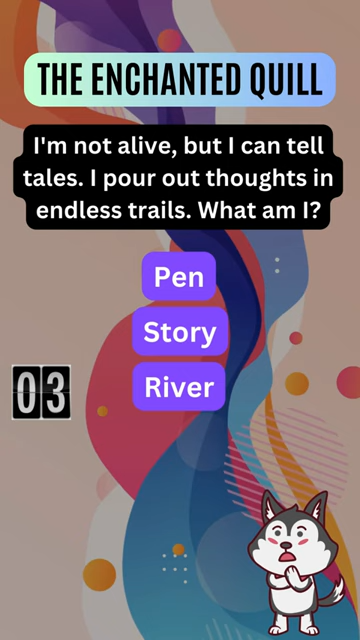 THE ENCHANTED QUILL
I'm not alive, but I can tell
tales. I pour out thoughts in
endless trails. What am I?
Pen
Story
River
03